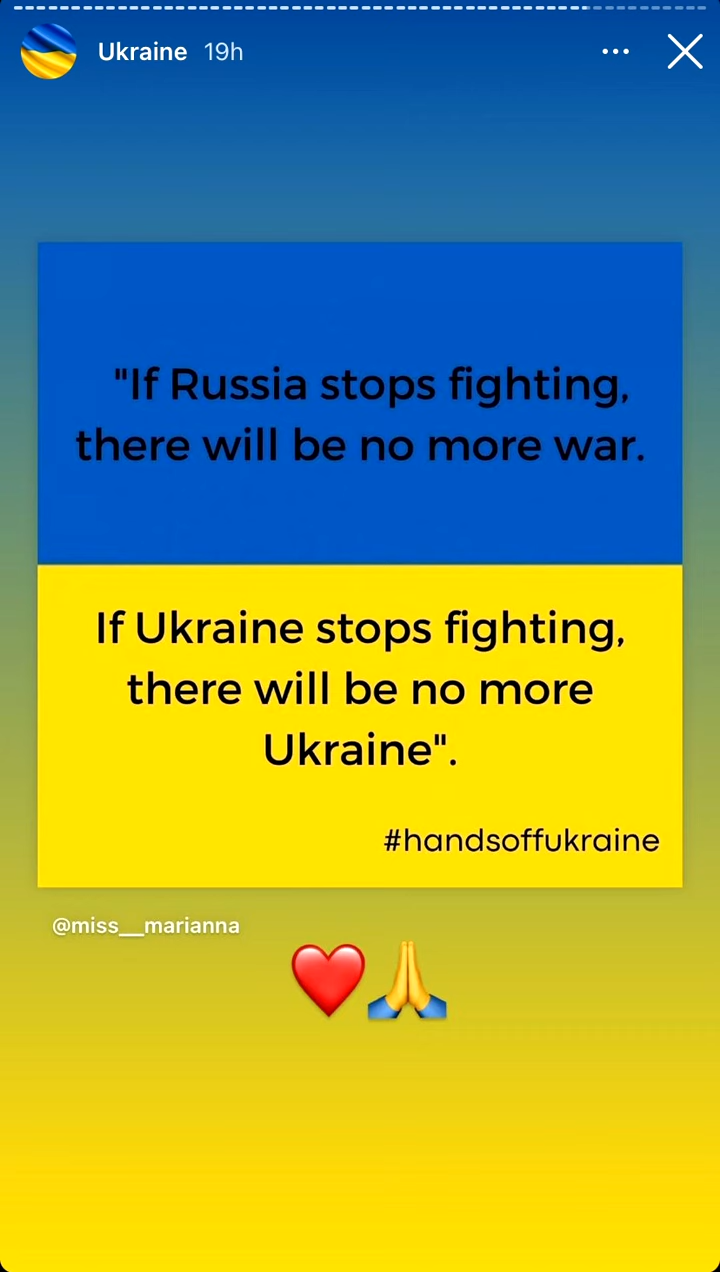 Ukraine 19h
"If Russia stops fighting,
there will be no more war.
If Ukraine stops fighting,
there will be no more
Ukraine".
#handsoffukraine
@miss__marianna